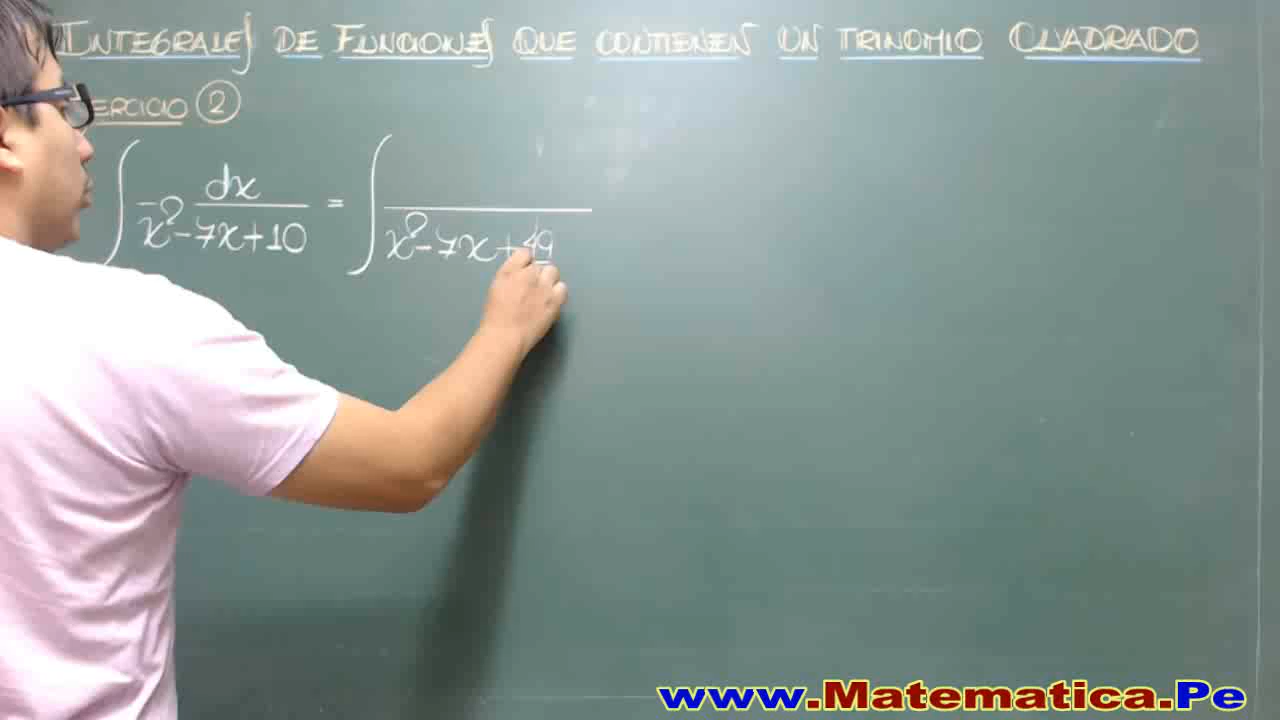 INTEGRALES DE FUNCIONES QUE CONTIENEN UN TRINOMIO CUADRADO
ERCICIO 2
∫ dx / x² - 7x + 10 = ∫ / x² - 7x + 49
www.Matematica.Pe